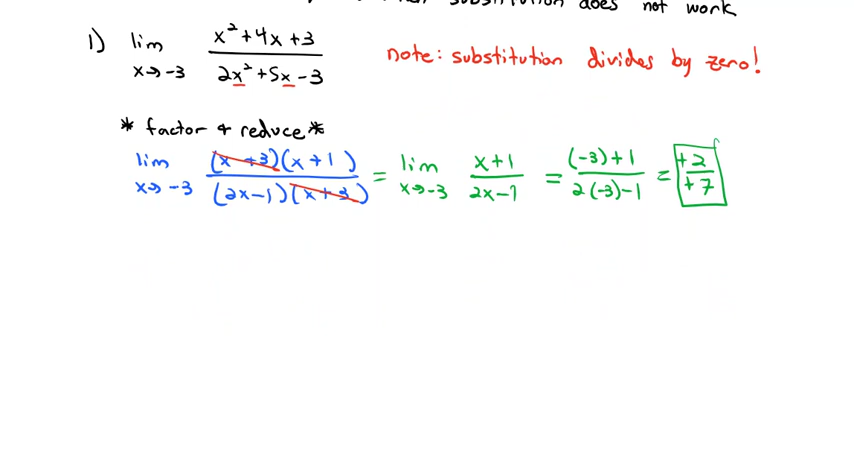 substitution does not work
1) lim x→-3 (x² + 4x + 3)/(2x² + 5x - 3) note: substitution divides by zero!
* factor & reduce *
lim x→-3 ((x+3)(x+1))/((2x-1)(x+3)) = lim x→-3 (x+1)/(2x-1) = ((-3)+1)/(2(-3)-1) = +2/+7